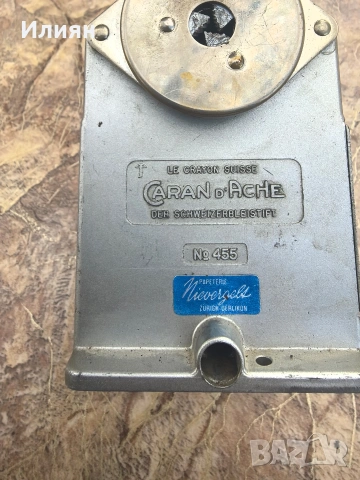 Илиян
LE CRAYON SUISSE
CARAN D'ACHE
DER SCHWEIZERBLEISTIFT
No 455
PAPETERIE
Nievergelt
ZÜRICH-OERLIKON
BAZAR
bg